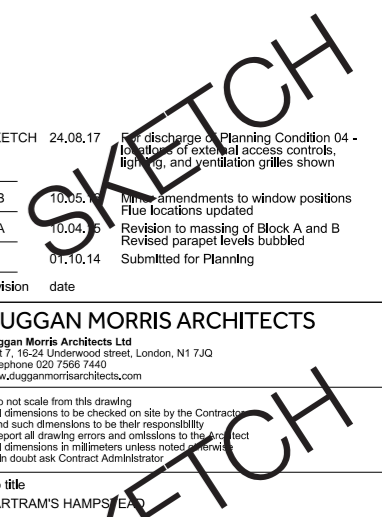 SKETCH
ETCH 24.08.17 For discharge of Planning Condition 04 -
locations of external access controls,
lighting, and ventilation grilles shown
B 10.05. Minor amendments to window positions
Flue locations updated
A 10.04.15 Revision to massing of Block A and B
Revised parapet levels bubbled
01.10.14 Submitted for Planning
ision date
UGGAN MORRIS ARCHITECTS
ggan Morris Architects Ltd
t 7, 16-24 Underwood street, London, N1 7JQ
ephone 020 7566 7440
w.dugganmorrisarchitects.com
o not scale from this drawing
l dimensions to be checked on site by the Contractor
nd such dimensions to be their responsibility
eport all drawing errors and omissions to the Architect
l dimensions in millimeters unless noted otherwise
in doubt ask Contract Administrator
SKETCH
title
ARTRAM'S HAMPSTEAD